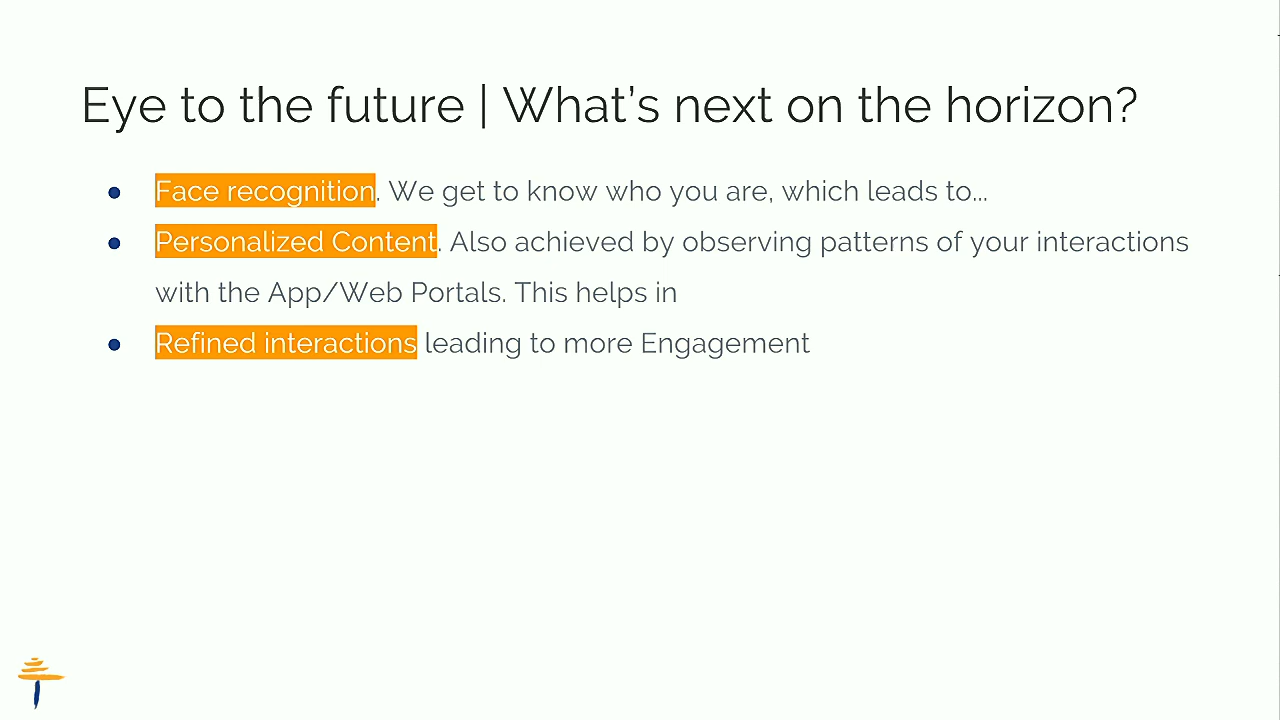 Eye to the future | What's next on the horizon?
● Face recognition. We get to know who you are, which leads to...
● Personalized Content. Also achieved by observing patterns of your interactions
with the App/Web Portals. This helps in
● Refined interactions leading to more Engagement